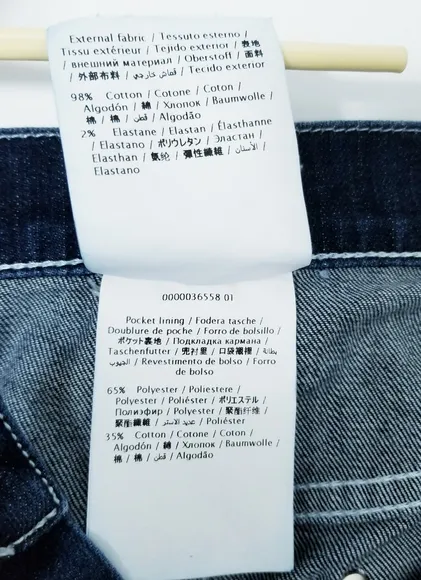 External fabric / Tessuto esterno /
Tissu extérieur / Tejido exterior / 表地
/ внешний материал / Oberstoff / 面料
/ 外部布料 / قماش خارجي / Tecido exterior
98% Cotton / Cotone / Coton /
Algodón / 綿 / Хлопок / Baumwolle /
棉 / 棉 / قطن / Algodão
2% Elastane / Elastan / Élasthanne
/ Elastano / ポリウレタン / Эластан /
Elasthan / 氨纶 / 彈性纖維 / الأستان /
Elastano
0000036558 01
Pocket lining / Fodera tasche /
Doublure de poche / Forro de bolsillo /
ポケット裏地 / Подкладка кармана /
Taschenfutter / 兜衬里 / 口袋襯裡 / بطانة
الجيوب / Revestimento do bolso / Forro
de bolso
65% Polyester / Poliestere /
Polyester / Poliéster / ポリエステル /
Полиэфир / Polyester / 聚酯纤维 /
聚酯纖維 / عديد الاستر / Poliéster
35% Cotton / Cotone / Coton /
Algodón / 綿 / Хлопок / Baumwolle /
棉 / 棉 / قطن / Algodão